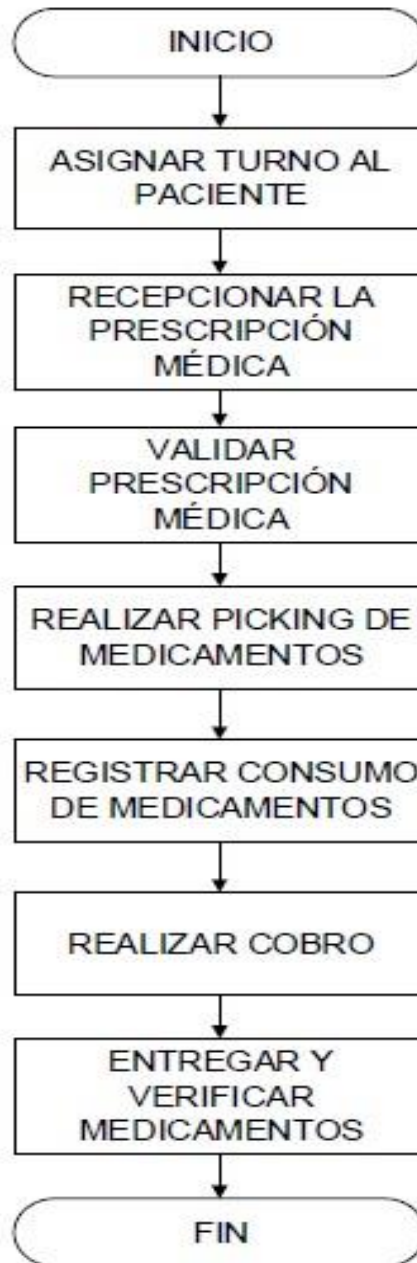 INICIO
ASIGNAR TURNO AL
PACIENTE
RECEPCIONAR LA
PRESCRIPCIÓN
MÉDICA
VALIDAR
PRESCRIPCIÓN
MÉDICA
REALIZAR PICKING DE
MEDICAMENTOS
REGISTRAR CONSUMO
DE MEDICAMENTOS
REALIZAR COBRO
ENTREGAR Y
VERIFICAR
MEDICAMENTOS
FIN